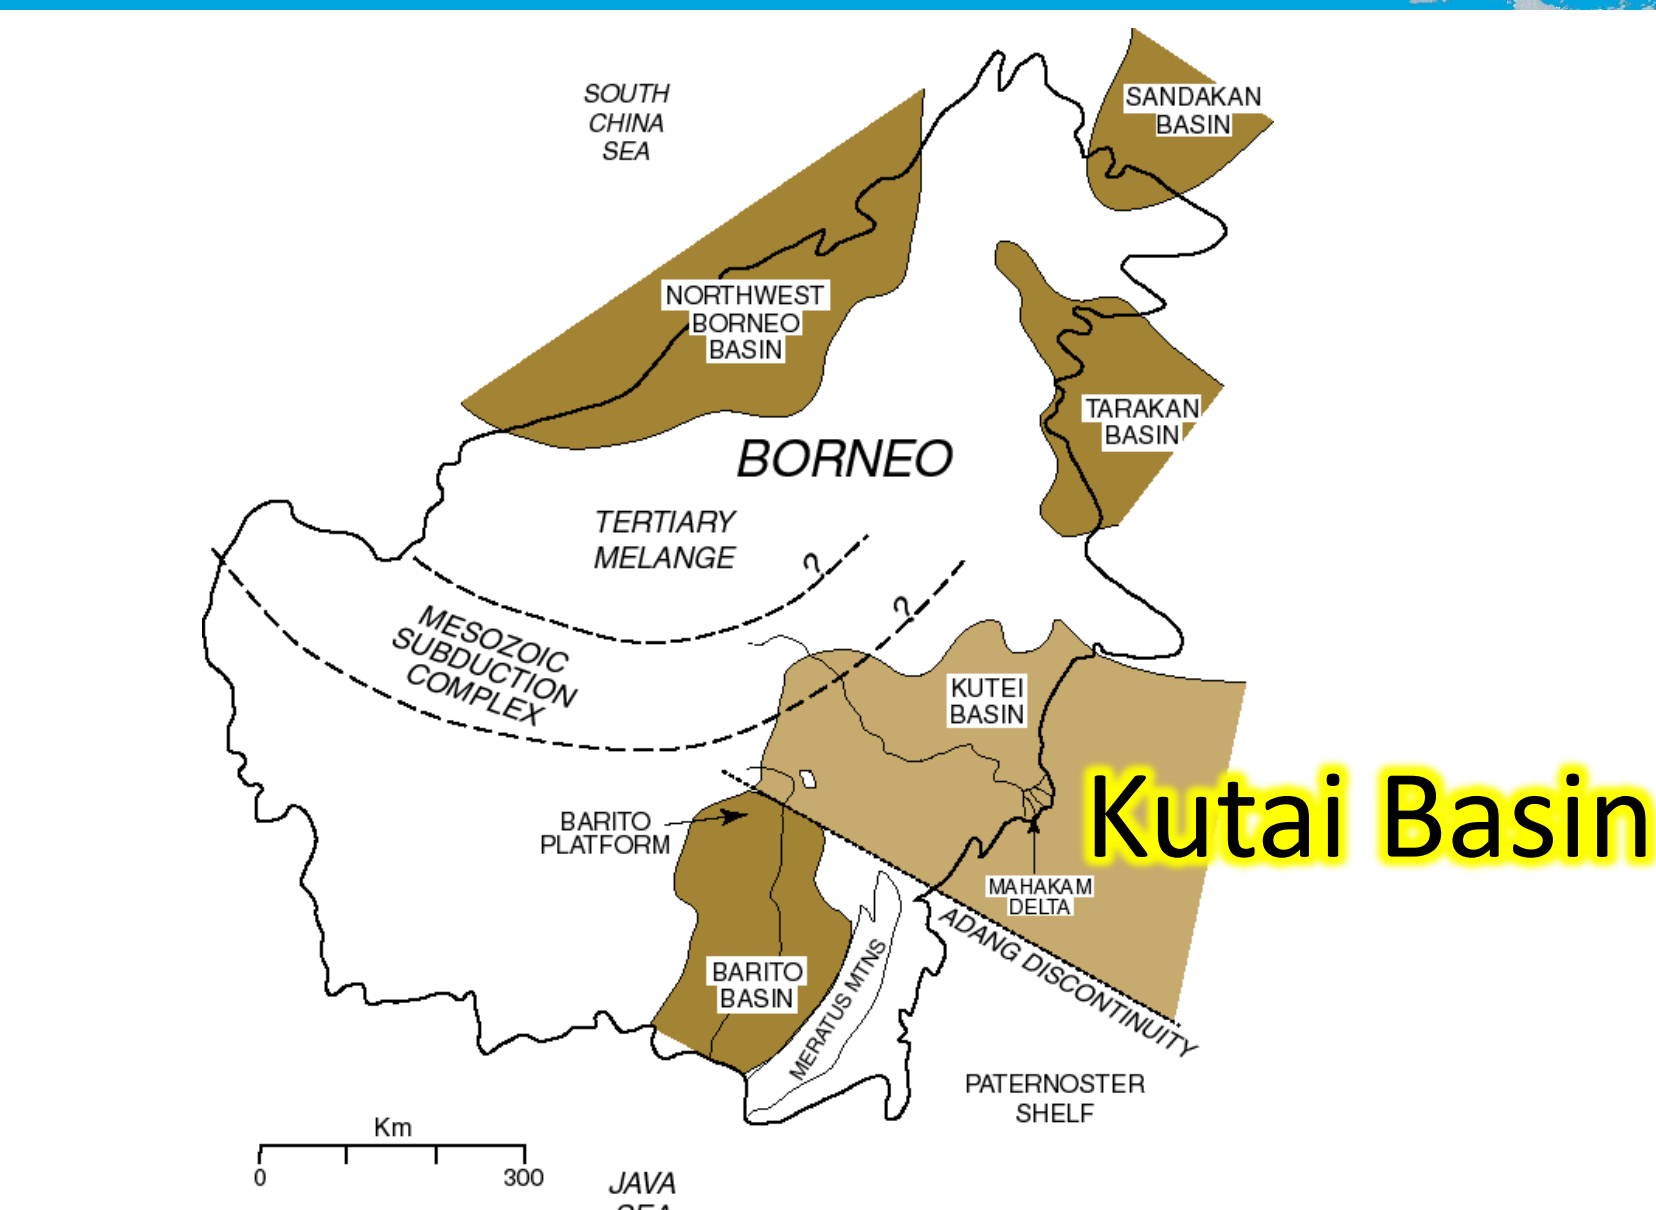 SOUTH
CHINA
SEA
SANDAKAN
BASIN
NORTHWEST
BORNEO
BASIN
TARAKAN
BASIN
BORNEO
TERTIARY
MELANGE
?
?
MESOZOIC
SUBDUCTION
COMPLEX
KUTEI
BASIN
Kutai Basin
BARITO
PLATFORM
MAHAKAM
DELTA
ADANG DISCONTINUITY
BARITO
BASIN
MERATUS MTNS
PATERNOSTER
SHELF
Km
0 300
JAVA
SEA